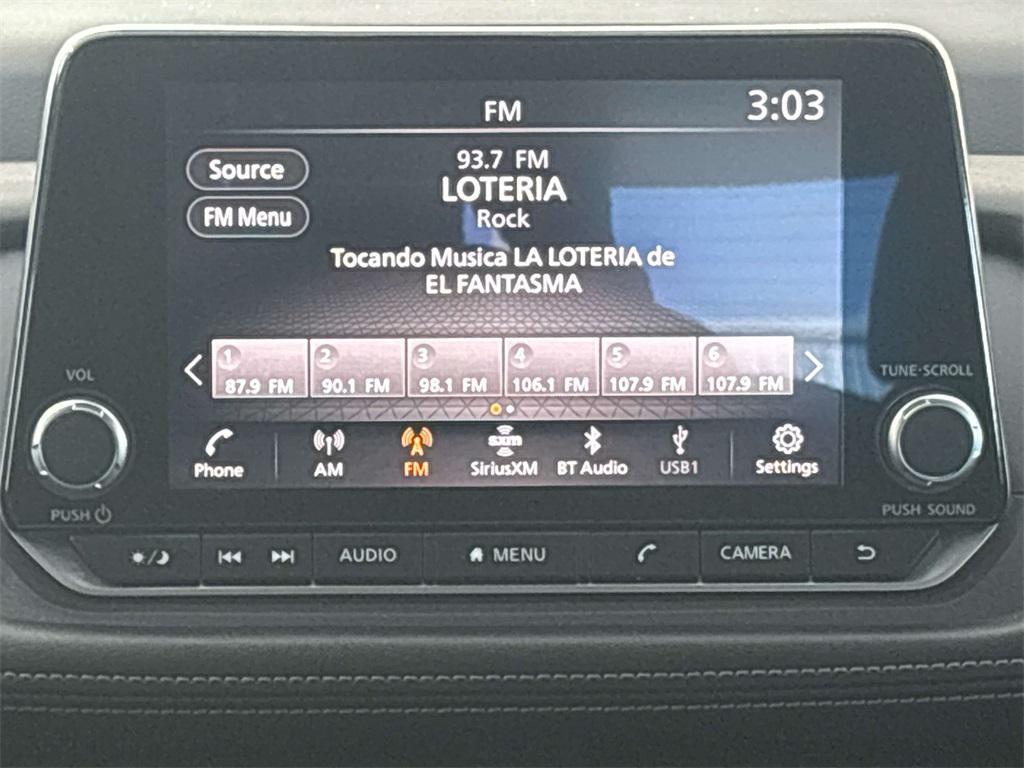 FM
3:03
Source
93.7 FM
LOTERIA
FM Menu
Rock
Tocando Musica LA LOTERIA de
EL FANTASMA
1 2 3 4 5 6
87.9 FM 90.1 FM 98.1 FM 106.1 FM 107.9 FM 107.9 FM
VOL
TUNE·SCROLL
sxm
Phone AM FM SiriusXM BT Audio USB1 Settings
PUSH
PUSH SOUND
AUDIO MENU CAMERA